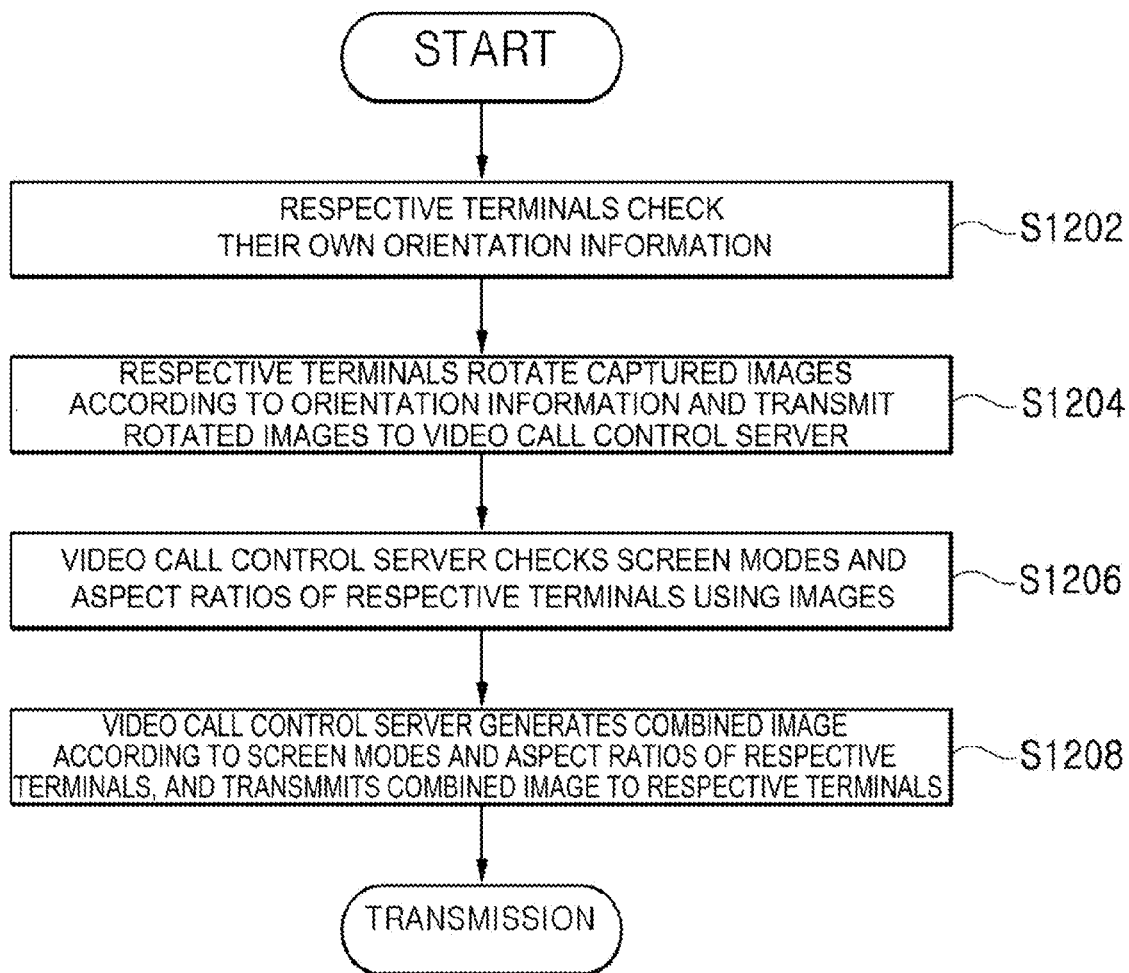 START
RESPECTIVE TERMINALS CHECK
THEIR OWN ORIENTATION INFORMATION
S1202
RESPECTIVE TERMINALS ROTATE CAPTURED IMAGES
ACCORDING TO ORIENTATION INFORMATION AND TRANSMIT
ROTATED IMAGES TO VIDEO CALL CONTROL SERVER
S1204
VIDEO CALL CONTROL SERVER CHECKS SCREEN MODES AND
ASPECT RATIOS OF RESPECTIVE TERMINALS USING IMAGES
S1206
VIDEO CALL CONTROL SERVER GENERATES COMBINED IMAGE
ACCORDING TO SCREEN MODES AND ASPECT RATIOS OF RESPECTIVE
TERMINALS, AND TRANSMMITS COMBINED IMAGE TO RESPECTIVE TERMINALS
S1208
TRANSMISSION